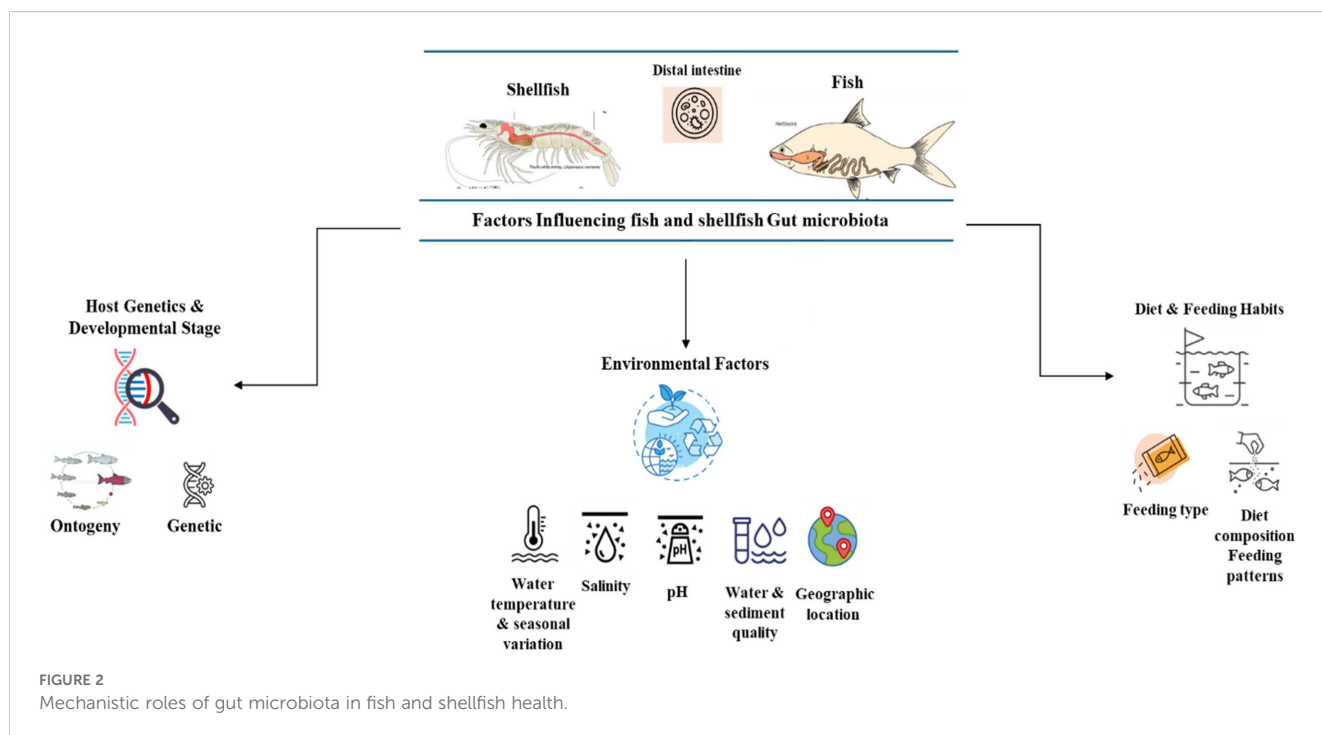 Distal intestine
Shellfish
Fish
Herbivore
Factors Influencing fish and shellfish Gut microbiota
Host Genetics &
Developmental Stage
Ontogeny
Genetic
Environmental Factors
pH
Water
temperature
& seasonal
variation
Salinity
pH
Water &
sediment
quality
Geographic
location
Diet & Feeding Habits
Feeding type
Diet
composition
Feeding
patterns
FIGURE 2
Mechanistic roles of gut microbiota in fish and shellfish health.